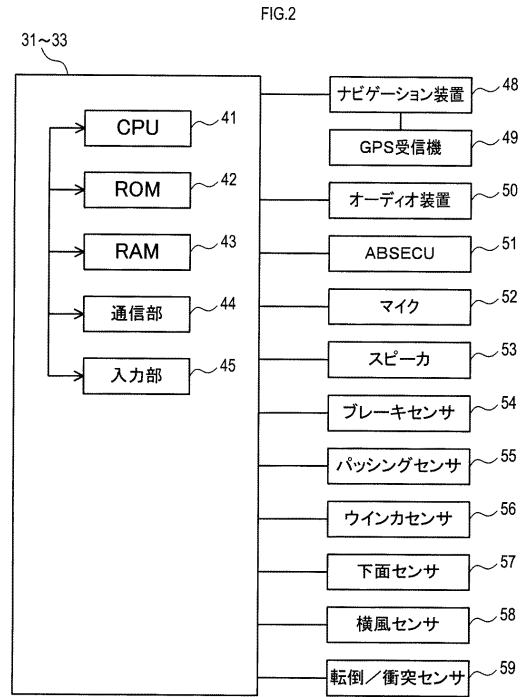 FIG.2
31～33
CPU 41
ROM 42
RAM 43
通信部 44
入力部 45
ナビゲーション装置 48
GPS受信機 49
オーディオ装置 50
ABSECU 51
マイク 52
スピーカ 53
ブレーキセンサ 54
パッシングセンサ 55
ウインカセンサ 56
下面センサ 57
横風センサ 58
転倒／衝突センサ 59